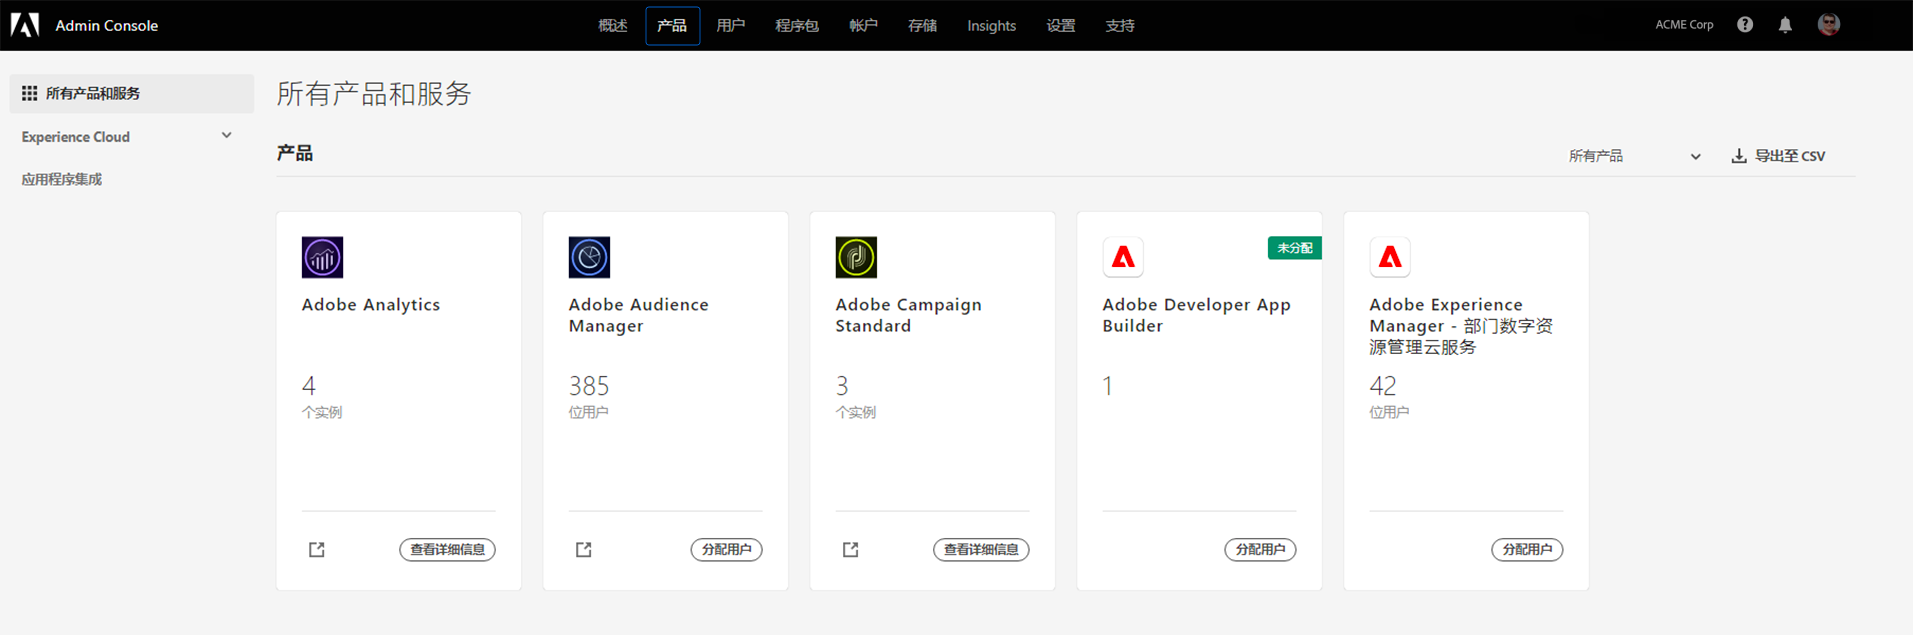 Admin Console
概述 产品 用户 程序包 帐户 存储 Insights 设置 支持
ACME Corp
所有产品和服务
Experience Cloud
应用程序集成
所有产品和服务
产品
所有产品
导出至 CSV
Adobe Analytics
4
个实例
查看详细信息
Adobe Audience
Manager
385
位用户
分配用户
Adobe Campaign
Standard
3
个实例
查看详细信息
未分配
Adobe Developer App
Builder
1
分配用户
Adobe Experience
Manager - 部门数字资
源管理云服务
42
位用户
分配用户